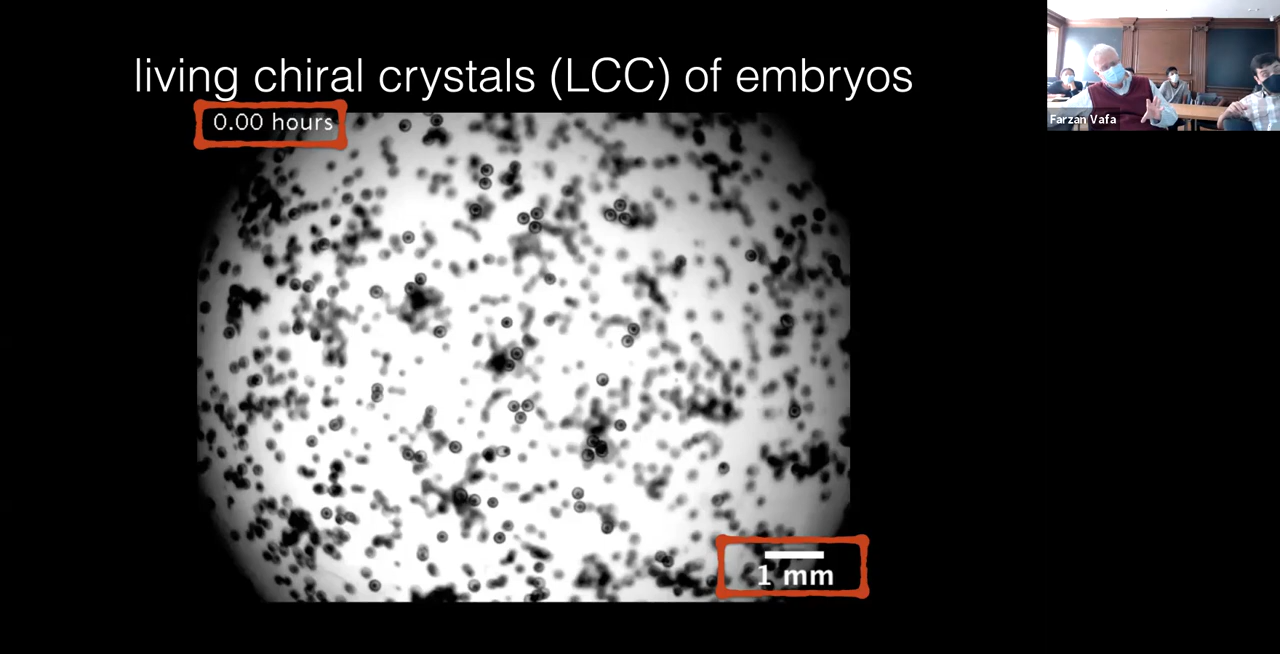 living chiral crystals (LCC) of embryos
0.00 hours
1 mm
Farzan Vafa